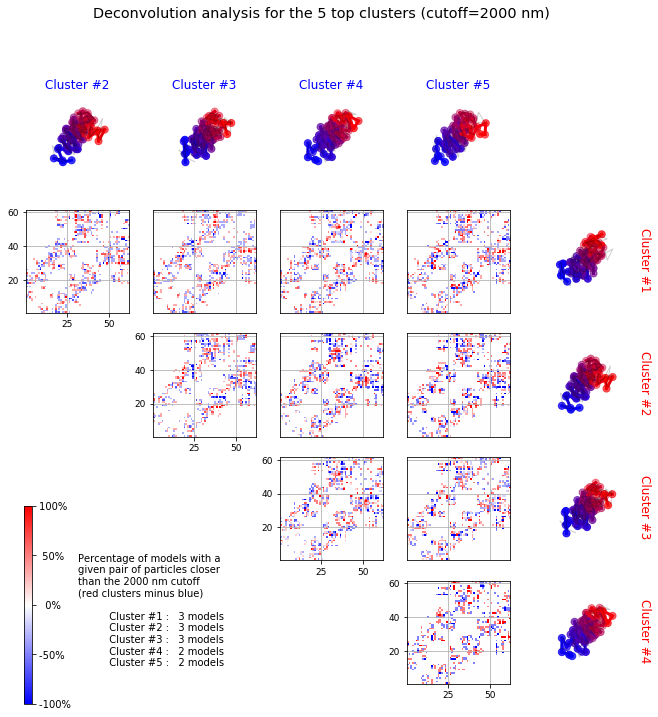 Deconvolution analysis for the 5 top clusters (cutoff=2000 nm)
Cluster #2 Cluster #3 Cluster #4 Cluster #5
60
40
20
25 50
Cluster #1
60
40
20
25 50
Cluster #2
60
40
20
25 50
Cluster #3
60
40
20
25 50
Cluster #4
100%
50%
0%
-50%
-100%
Percentage of models with a
given pair of particles closer
than the 2000 nm cutoff
(red clusters minus blue)
Cluster #1 : 3 models
Cluster #2 : 3 models
Cluster #3 : 3 models
Cluster #4 : 2 models
Cluster #5 : 2 models